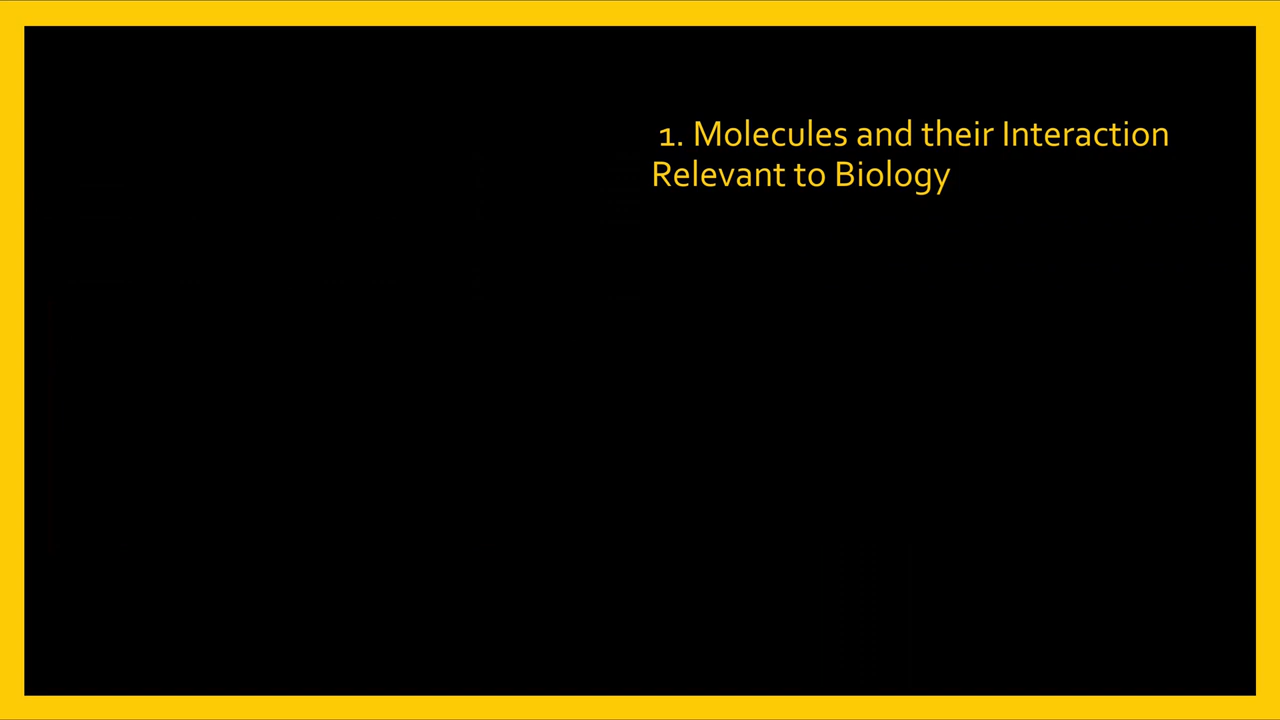 1. Molecules and their Interaction
Relevant to Biology